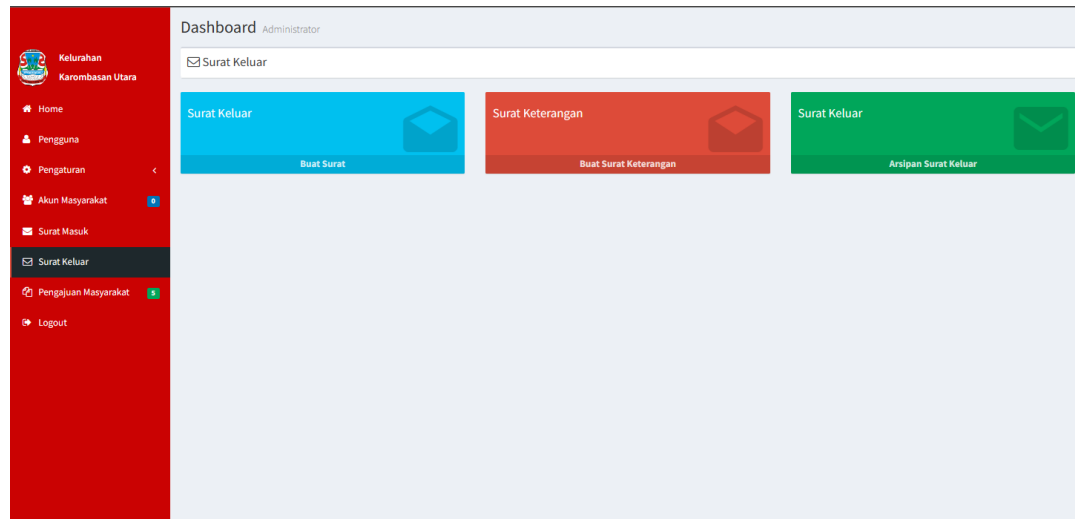 Kelurahan
Karombasan Utara
Home
Pengguna
Pengaturan
Akun Masyarakat 0
Surat Masuk
Surat Keluar
Pengajuan Masyarakat 5
Logout
Dashboard Administrator
Surat Keluar
Surat Keluar
Buat Surat
Surat Keterangan
Buat Surat Keterangan
Surat Keluar
Arsipan Surat Keluar